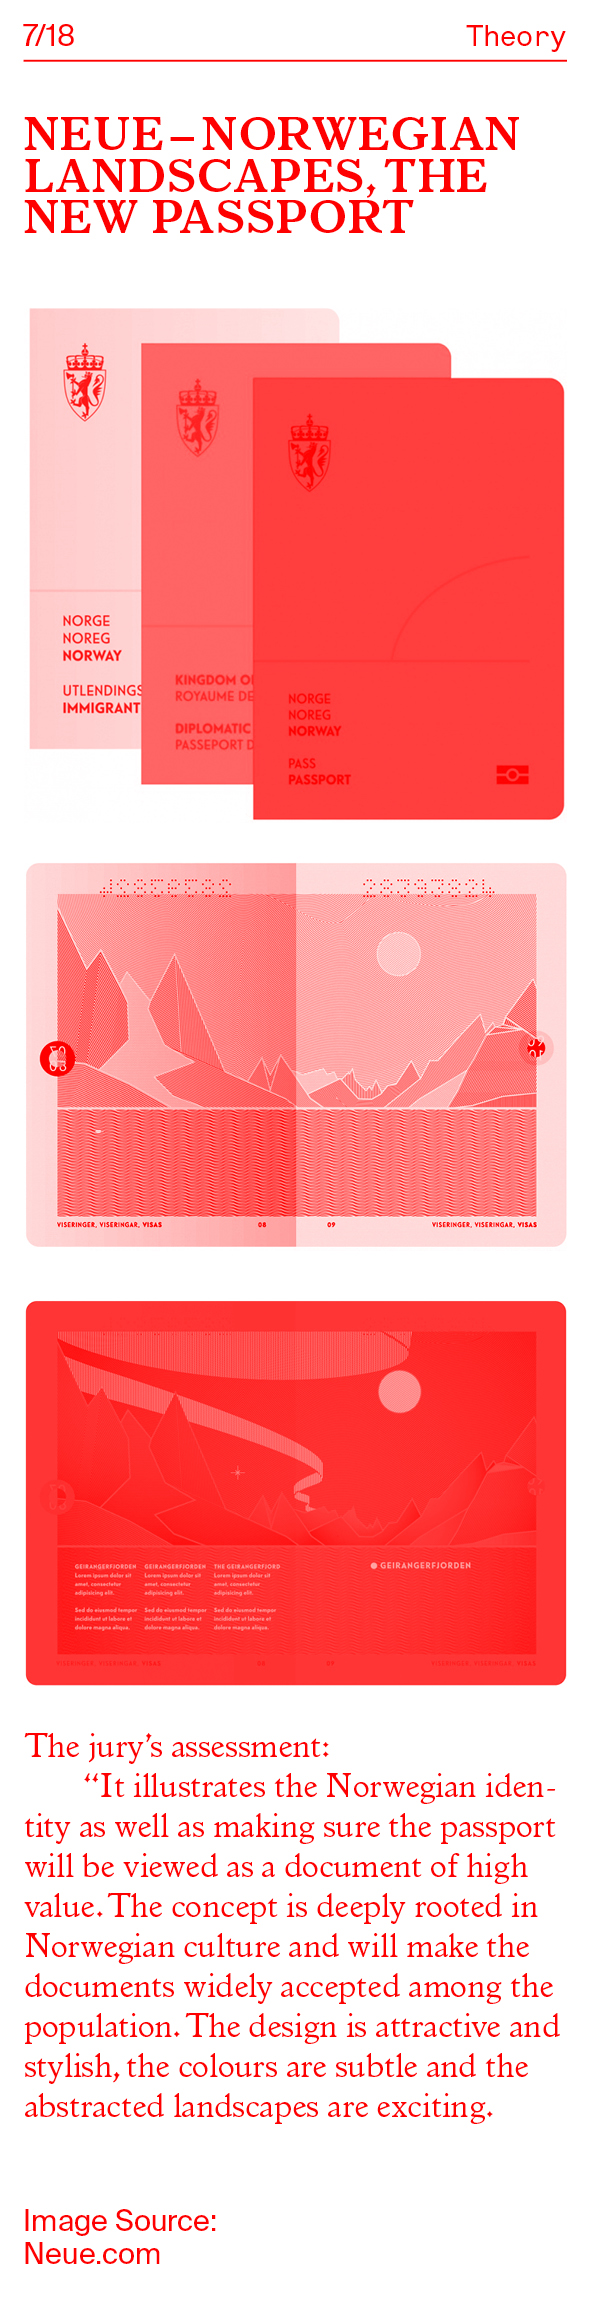 7/18
Theory
NEUE – NORWEGIAN
LANDSCAPES, THE
NEW PASSPORT
NORGE
NOREG
NORWAY
UTLENDINGS
IMMIGRANT
KINGDOM O
ROYAUME DE
DIPLOMATIC
PASSEPORT D
NORGE
NOREG
NORWAY
PASS
PASSPORT
VISERINGER, VISERINGAR, VISAS
08
09
VISERINGER, VISERINGAR, VISAS
GEIRANGERFJORDEN
Lorem ipsum dolor sit
amet, consectetur
adipisicing elit.
Sed do eiusmod tempor
incididunt ut labore et
dolore magna aliqua.
GEIRANGERFJORDEN
Lorem ipsum dolor sit
amet, consectetur
adipisicing elit.
Sed do eiusmod tempor
incididunt ut labore et
dolore magna aliqua.
THE GEIRANGERFJORD
Lorem ipsum dolor sit
amet, consectetur
adipisicing elit.
Sed do eiusmod tempor
incididunt ut labore et
dolore magna aliqua.
GEIRANGERFJORDEN
VISERINGER, VISERINGAR, VISAS
08
09
VISERINGER, VISERINGAR, VISAS
The jury’s assessment:
“It illustrates the Norwegian iden-
tity as well as making sure the passport
will be viewed as a document of high
value. The concept is deeply rooted in
Norwegian culture and will make the
documents widely accepted among the
population. The design is attractive and
stylish, the colours are subtle and the
abstracted landscapes are exciting.
Image Source:
Neue.com